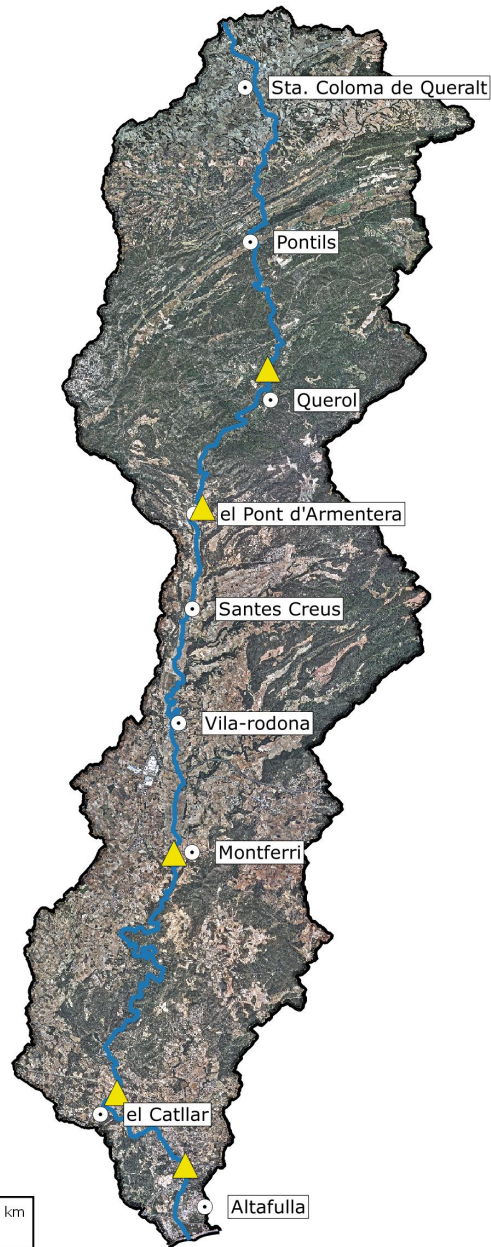 Sta. Coloma de Queralt
Pontils
Querol
el Pont d'Armentera
Santes Creus
Vila-rodona
Montferri
el Catllar
Altafulla
km